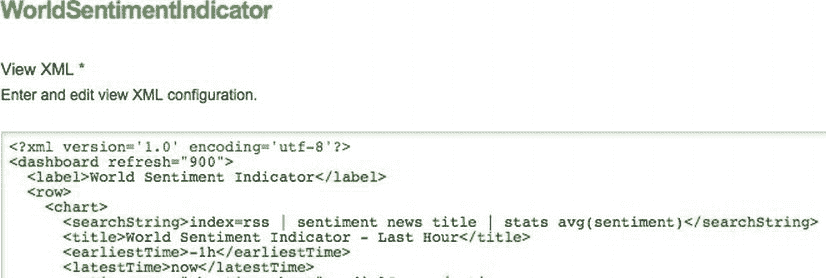 WorldSentimentIndicator
View XML *
Enter and edit view XML configuration.
<?xml version='1.0' encoding='utf-8'?>
<dashboard refresh="900">
<label>World Sentiment Indicator</label>
<row>
<chart>
<searchString>index=rss | sentiment news title | stats avg(sentiment)</searchString>
<title>World Sentiment Indicator - Last Hour</title>
<earliestTime>-1h</earliestTime>
<latestTime>now</latestTime>